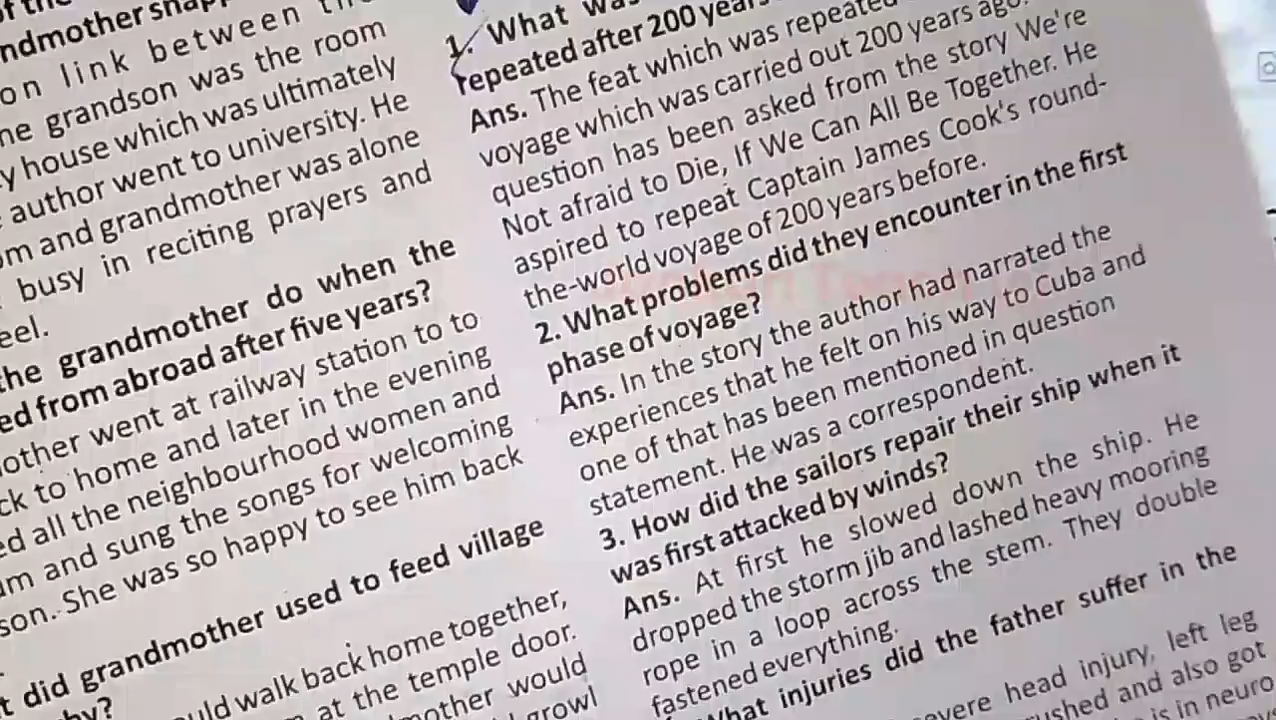 ndmother snap
on link between
ne grandson was the room
y house which was ultimately
author went to university. He
om and grandmother was alone
busy in reciting prayers and
eel.
the grandmother do when the
ed from abroad after five years?
other went at railway station to to
ck to home and later in the evening
ed all the neighbourhood women and
um and sung the songs for welcoming
son. She was so happy to see him back
t did grandmother used to feed village
hy?
ould walk back home together,
at the temple door.
mother would
growl
1. What was
repeated after 200 years
Ans. The feat which was repeated
voyage which was carried out 200 years ago.
question has been asked from the story We're
Not afraid to Die, If We Can All Be Together. He
aspired to repeat Captain James Cook's round-
the-world voyage of 200 years before.
2. What problems did they encounter in the first
phase of voyage?
Ans. In the story the author had narrated the
experiences that he felt on his way to Cuba and
one of that has been mentioned in question
statement. He was a correspondent.
3. How did the sailors repair their ship when it
was first attacked by winds?
Ans. At first he slowed down the ship. He
dropped the storm jib and lashed heavy mooring
rope in a loop across the stem. They double
fastened everything.
What injuries did the father suffer in the
severe head injury, left leg
rushed and also got
is in neuro